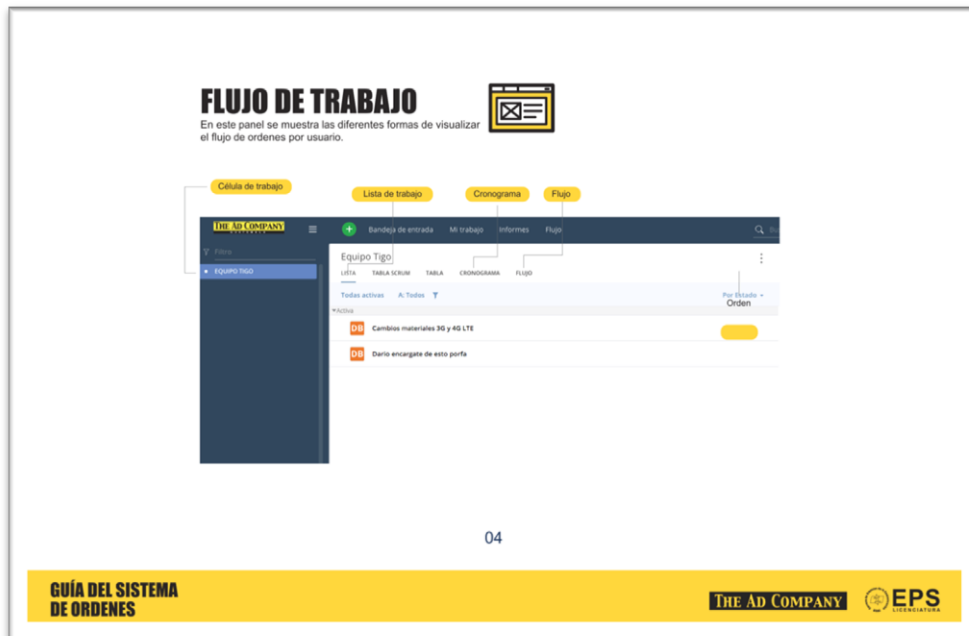 FLUJO DE TRABAJO
En este panel se muestra las diferentes formas de visualizar
el flujo de ordenes por usuario.
Célula de trabajo
Lista de trabajo
Cronograma
Flujo
THE AD COMPANY
Bandeja de entrada Mi trabajo Informes Flujo
Filtro
EQUIPO TIGO
Equipo Tigo
LISTA TABLA SCRUM TABLA CRONOGRAMA FLUJO
Todas activas A: Todos Por Estado
Orden
Activa
DB Cambios materiales 3G y 4G LTE
DB Dario encargate de esto porfa
04
GUÍA DEL SISTEMA
DE ORDENES
THE AD COMPANY
EPS
LICENCIATURA